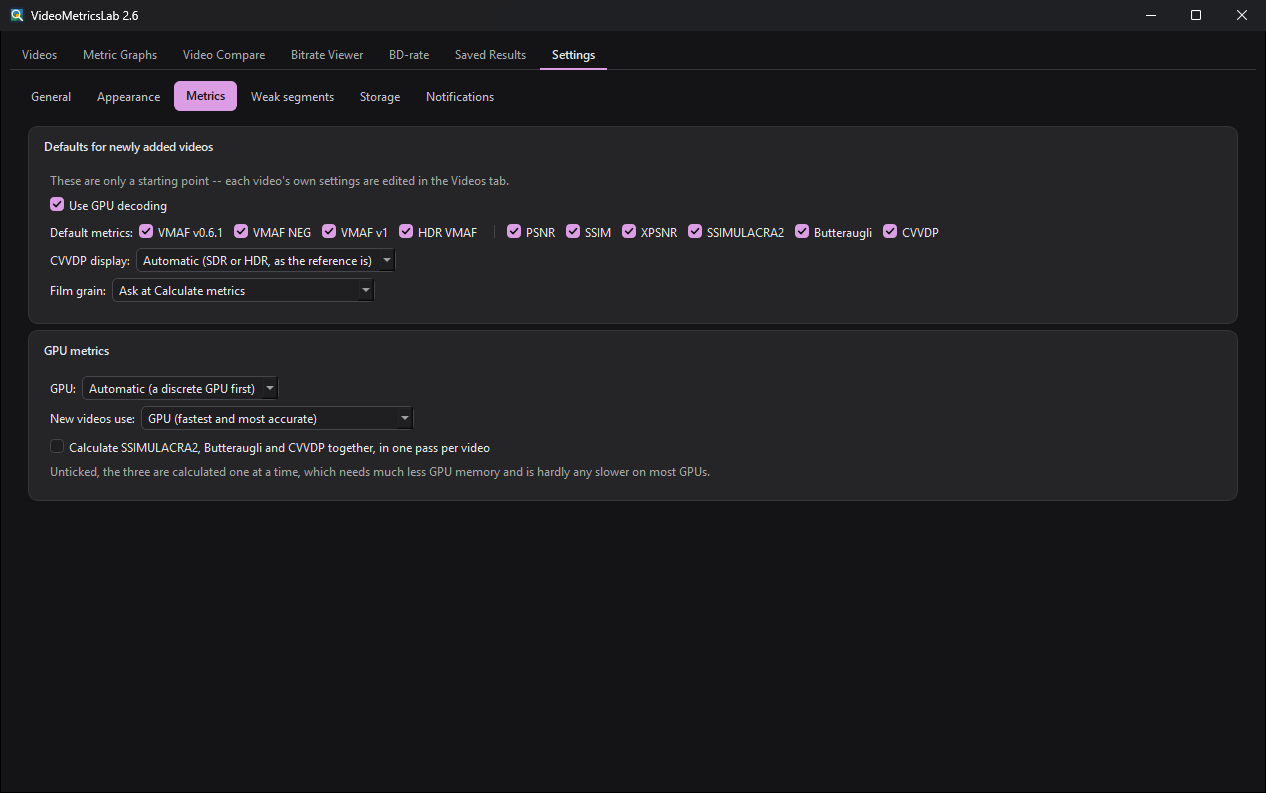 VideoMetricsLab 2.6
Videos Metric Graphs Video Compare Bitrate Viewer BD-rate Saved Results Settings
General Appearance Metrics Weak segments Storage Notifications
Defaults for newly added videos
These are only a starting point -- each video's own settings are edited in the Videos tab.
Use GPU decoding
Default metrics: VMAF v0.6.1 VMAF NEG VMAF v1 HDR VMAF PSNR SSIM XPSNR SSIMULACRA2 Butteraugli CVVDP
CVVDP display: Automatic (SDR or HDR, as the reference is)
Film grain: Ask at Calculate metrics
GPU metrics
GPU: Automatic (a discrete GPU first)
New videos use: GPU (fastest and most accurate)
Calculate SSIMULACRA2, Butteraugli and CVVDP together, in one pass per video
Unticked, the three are calculated one at a time, which needs much less GPU memory and is hardly any slower on most GPUs.